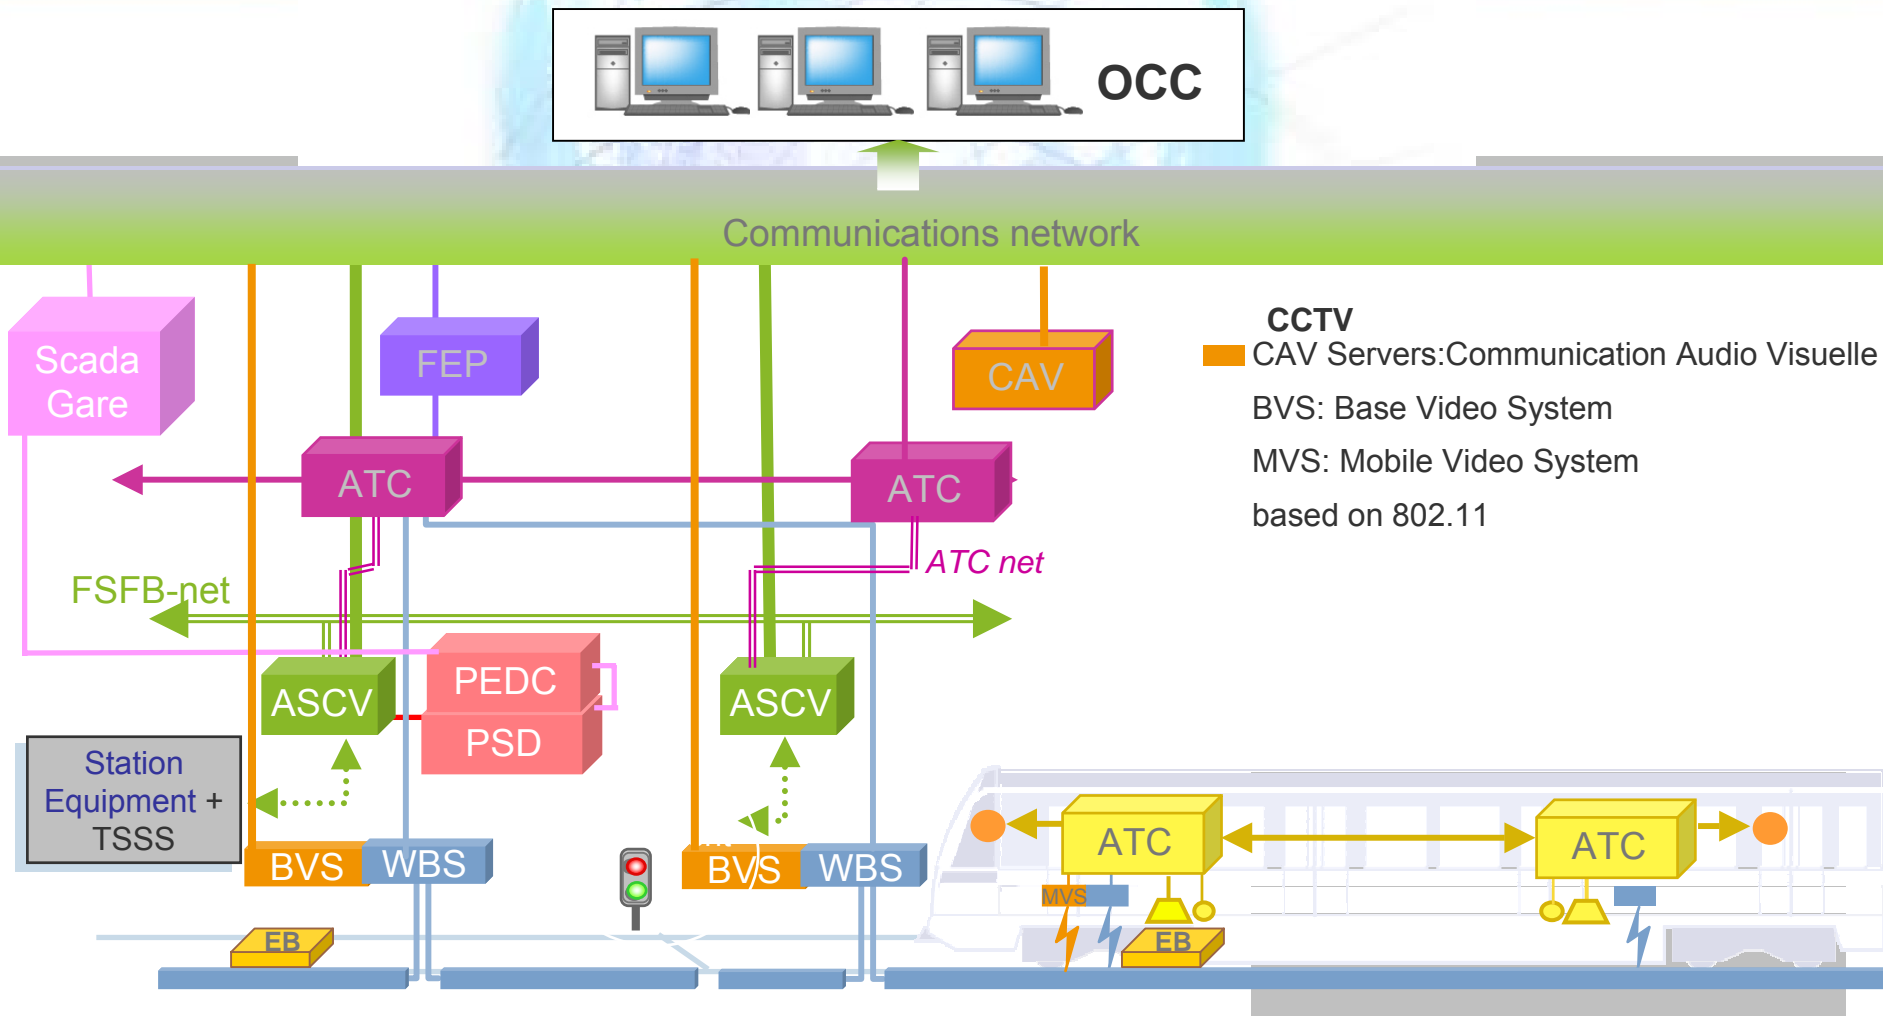 OCC
Communications network
Scada
Gare
FEP
CAV
CCTV
CAV Servers:Communication Audio Visuelle
BVS: Base Video System
MVS: Mobile Video System
based on 802.11
ATC
ATC
ATC net
FSFB-net
PEDC
ASCV
ASCV
PSD
Station
Equipment +
TSSS
BVS
WBS
BVS
WBS
ATC
ATC
MVS
EB
EB